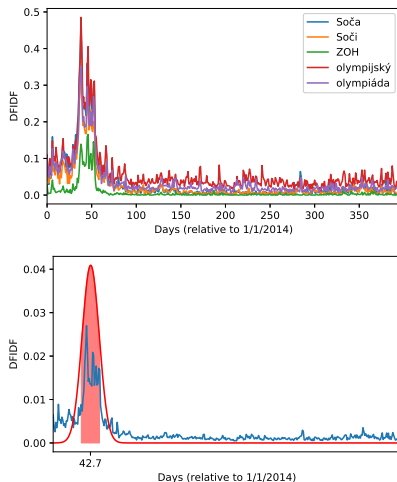 0.5
0.4
0.3
0.2
0.1
0.0
DFIDF
Soča
Soči
ZOH
olympijský
olympiáda
0 50 100 150 200 250 300 350
Days (relative to 1/1/2014)
0.04
0.03
0.02
0.01
0.00
DFIDF
42.7
Days (relative to 1/1/2014)